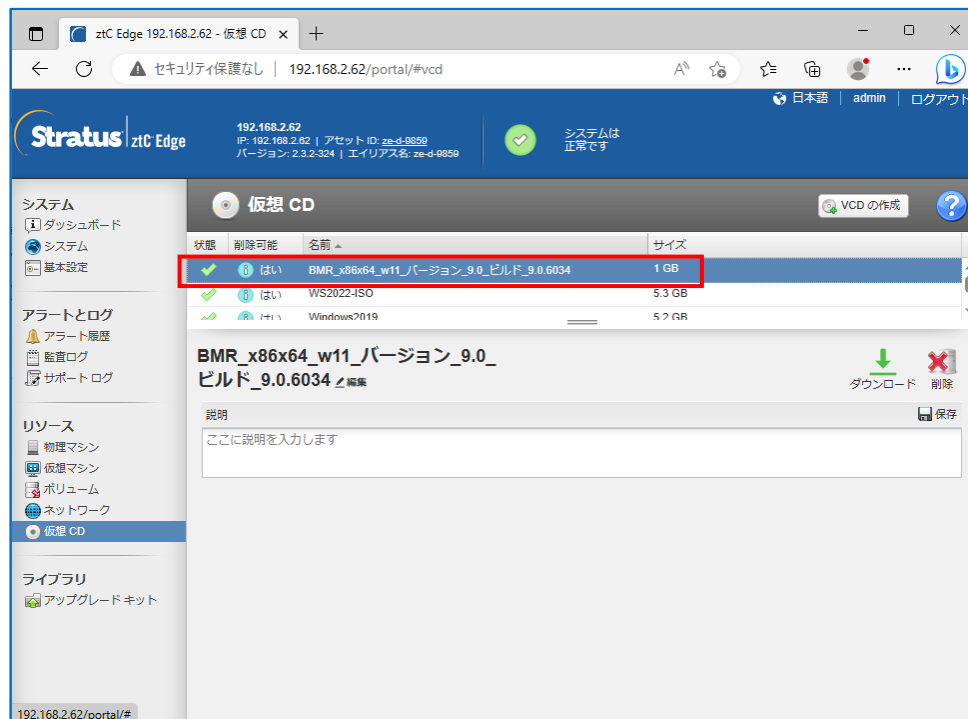 ztC Edge 192.168.2.62 - 仮想 CD
セキュリティ保護なし | 192.168.2.62/portal/#vcd
日本語 | admin | ログアウト
Stratus ztC Edge
192.168.2.62
IP: 192.168.2.62 | アセット ID: ze-d-9859
バージョン: 2.3.2-324 | エイリアス名: ze-d-9859
システムは
正常です
システム
ダッシュボード
システム
基本設定
アラートとログ
アラート履歴
監査ログ
サポート ログ
リソース
物理マシン
仮想マシン
ボリューム
ネットワーク
仮想 CD
ライブラリ
アップグレード キット
仮想 CD
VCD の作成
状態 削除可能 名前 サイズ
はい BMR_x86x64_w11_バージョン_9.0_ビルド_9.0.6034 1 GB
はい WS2022-ISO 5.3 GB
はい Windows2019 5.2 GB
BMR_x86x64_w11_バージョン_9.0_
ビルド_9.0.6034 編集
ダウンロード 削除
説明 保存
ここに説明を入力します
192.168.2.62/portal/#